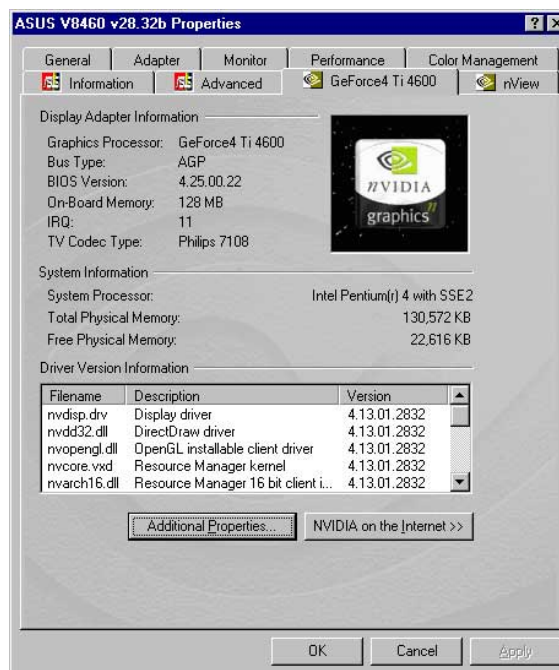 ASUS V8460 v28.32b Properties
General Adapter Monitor Performance Color Management
Information Advanced GeForce4 Ti 4600 nView
Display Adapter Information
Graphics Processor: GeForce4 Ti 4600
Bus Type: AGP
BIOS Version: 4.25.00.22
On-Board Memory: 128 MB
IRQ: 11
TV Codec Type: Philips 7108
nVIDIA
graphics
System Information
System Processor: Intel Pentium(r) 4 with SSE2
Total Physical Memory: 130,572 KB
Free Physical Memory: 22,616 KB
Driver Version Information
Filename Description Version
nvdisp.drv Display driver 4.13.01.2832
nvdd32.dll DirectDraw driver 4.13.01.2832
nvopengl.dll OpenGL installable client driver 4.13.01.2832
nvcore.vxd Resource Manager kernel 4.13.01.2832
nvarch16.dll Resource Manager 16 bit client i... 4.13.01.2832
Additional Properties... NVIDIA on the Internet >>
OK Cancel Apply